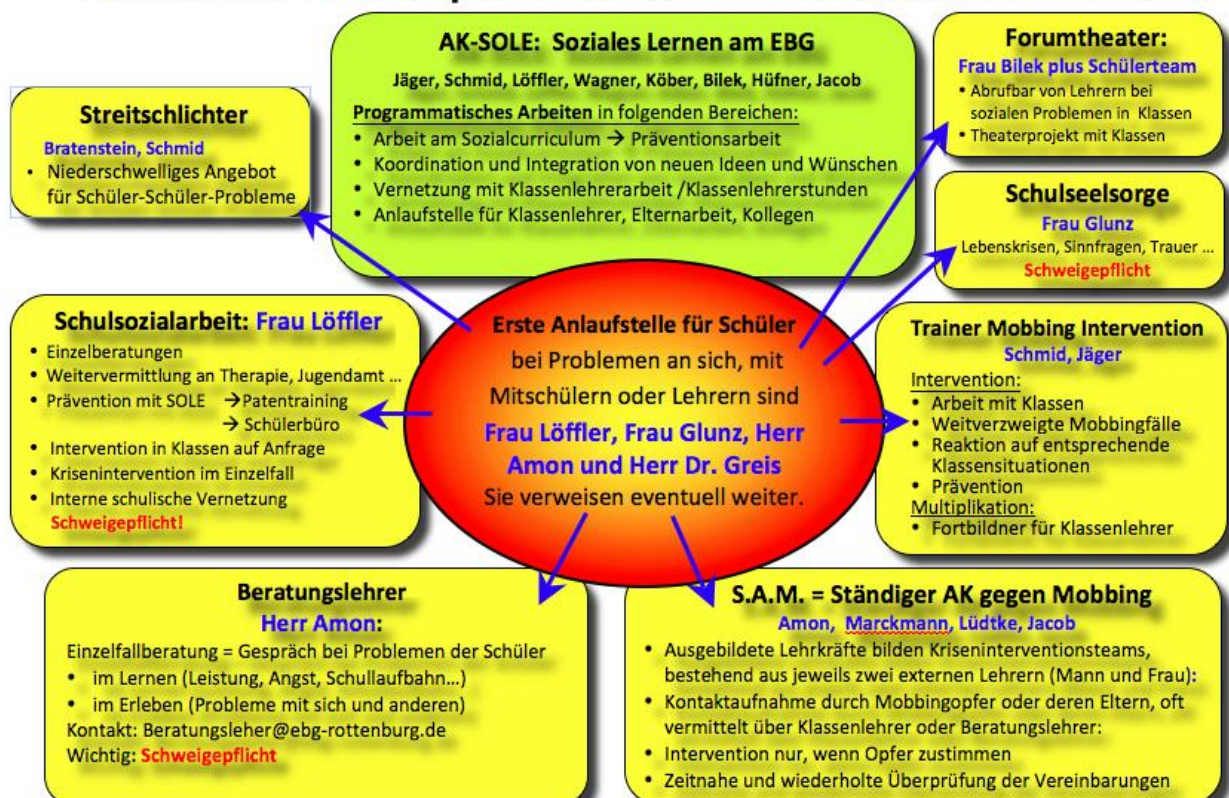 AK-SOLE: Soziales Lernen am EBG
Jäger, Schmid, Löffler, Wagner, Köber, Bilek, Hüfner, Jacob
Programmatisches Arbeiten in folgenden Bereichen:
• Arbeit am Sozialcurriculum → Präventionsarbeit
• Koordination und Integration von neuen Ideen und Wünschen
• Vernetzung mit Klassenlehrerarbeit /Klassenlehrerstunden
• Anlaufstelle für Klassenlehrer, Elternarbeit, Kollegen
Forumtheater:
Frau Bilek plus Schülerteam
• Abrufbar von Lehrern bei
sozialen Problemen in Klassen
• Theaterprojekt mit Klassen
Streitschlichter
Bratenstein, Schmid
• Niederschwelliges Angebot
für Schüler-Schüler-Probleme
Schulseelsorge
Frau Glunz
Lebenskrisen, Sinnfragen, Trauer ...
Schweigepflicht
Schulsozialarbeit: Frau Löffler
• Einzelberatungen
• Weitervermittlung an Therapie, Jugendamt ...
• Prävention mit SOLE →Patentraining
→ Schülerbüro
• Intervention in Klassen auf Anfrage
• Krisenintervention im Einzelfall
• Interne schulische Vernetzung
Schweigepflicht!
Erste Anlaufstelle für Schüler
bei Problemen an sich, mit
Mitschülern oder Lehrern sind
Frau Löffler, Frau Glunz, Herr
Amon und Herr Dr. Greis
Sie verweisen eventuell weiter.
Trainer Mobbing Intervention
Schmid, Jäger
Intervention:
• Arbeit mit Klassen
• Weitverzweigte Mobbingfälle
• Reaktion auf entsprechende
Klassensituationen
• Prävention
Multiplikation:
• Fortbildner für Klassenlehrer
Beratungslehrer
Herr Amon:
Einzelfallberatung = Gespräch bei Problemen der Schüler
• im Lernen (Leistung, Angst, Schullaufbahn...)
• im Erleben (Probleme mit sich und anderen)
Kontakt: Beratungsleher@ebg-rottenburg.de
Wichtig: Schweigepflicht
S.A.M. = Ständiger AK gegen Mobbing
Amon, Marckmann, Lüdtke, Jacob
• Ausgebildete Lehrkräfte bilden Kriseninterventionsteams,
bestehend aus jeweils zwei externen Lehrern (Mann und Frau):
• Kontaktaufnahme durch Mobbingopfer oder deren Eltern, oft
vermittelt über Klassenlehrer oder Beratungslehrer:
• Intervention nur, wenn Opfer zustimmen
• Zeitnahe und wiederholte Überprüfung der Vereinbarungen